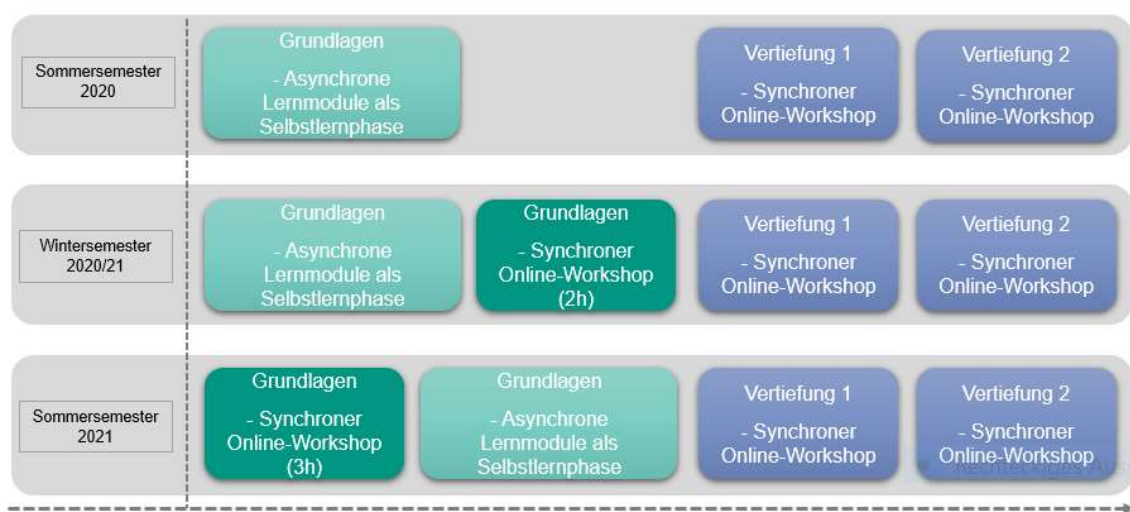 Sommersemester
2020
Grundlagen
- Asynchrone
Lernmodule als
Selbstlernphase
Vertiefung 1
- Synchroner
Online-Workshop
Vertiefung 2
- Synchroner
Online-Workshop
Wintersemester
2020/21
Grundlagen
- Asynchrone
Lernmodule als
Selbstlernphase
Grundlagen
- Synchroner
Online-Workshop
(2h)
Vertiefung 1
- Synchroner
Online-Workshop
Vertiefung 2
- Synchroner
Online-Workshop
Sommersemester
2021
Grundlagen
- Synchroner
Online-Workshop
(3h)
Grundlagen
- Asynchrone
Lernmodule als
Selbstlernphase
Vertiefung 1
- Synchroner
Online-Workshop
Vertiefung 2
- Synchroner
Online-Workshop
Rechteckiges